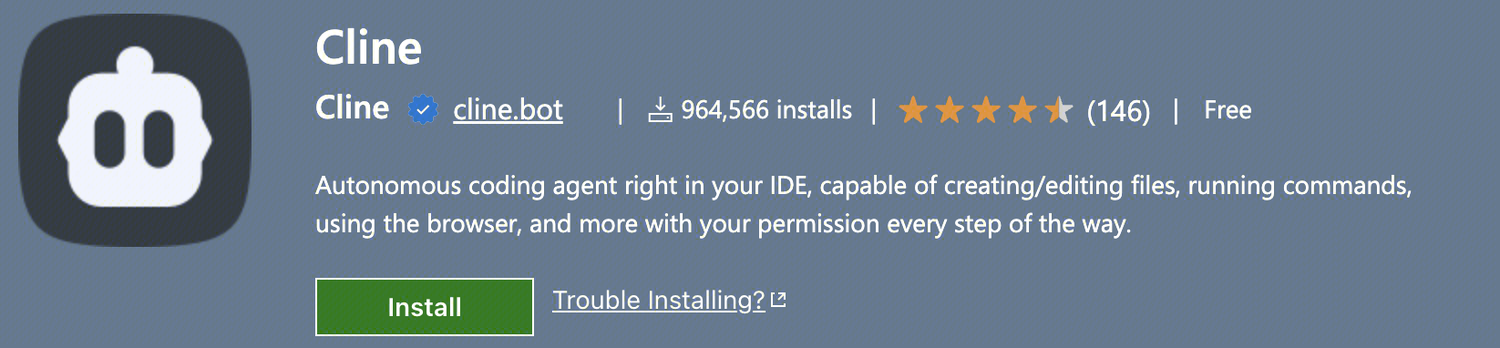 Cline
Cline cline.bot | 964,566 installs | (146) | Free
Autonomous coding agent right in your IDE, capable of creating/editing files, running commands,
using the browser, and more with your permission every step of the way.
Install Trouble Installing?